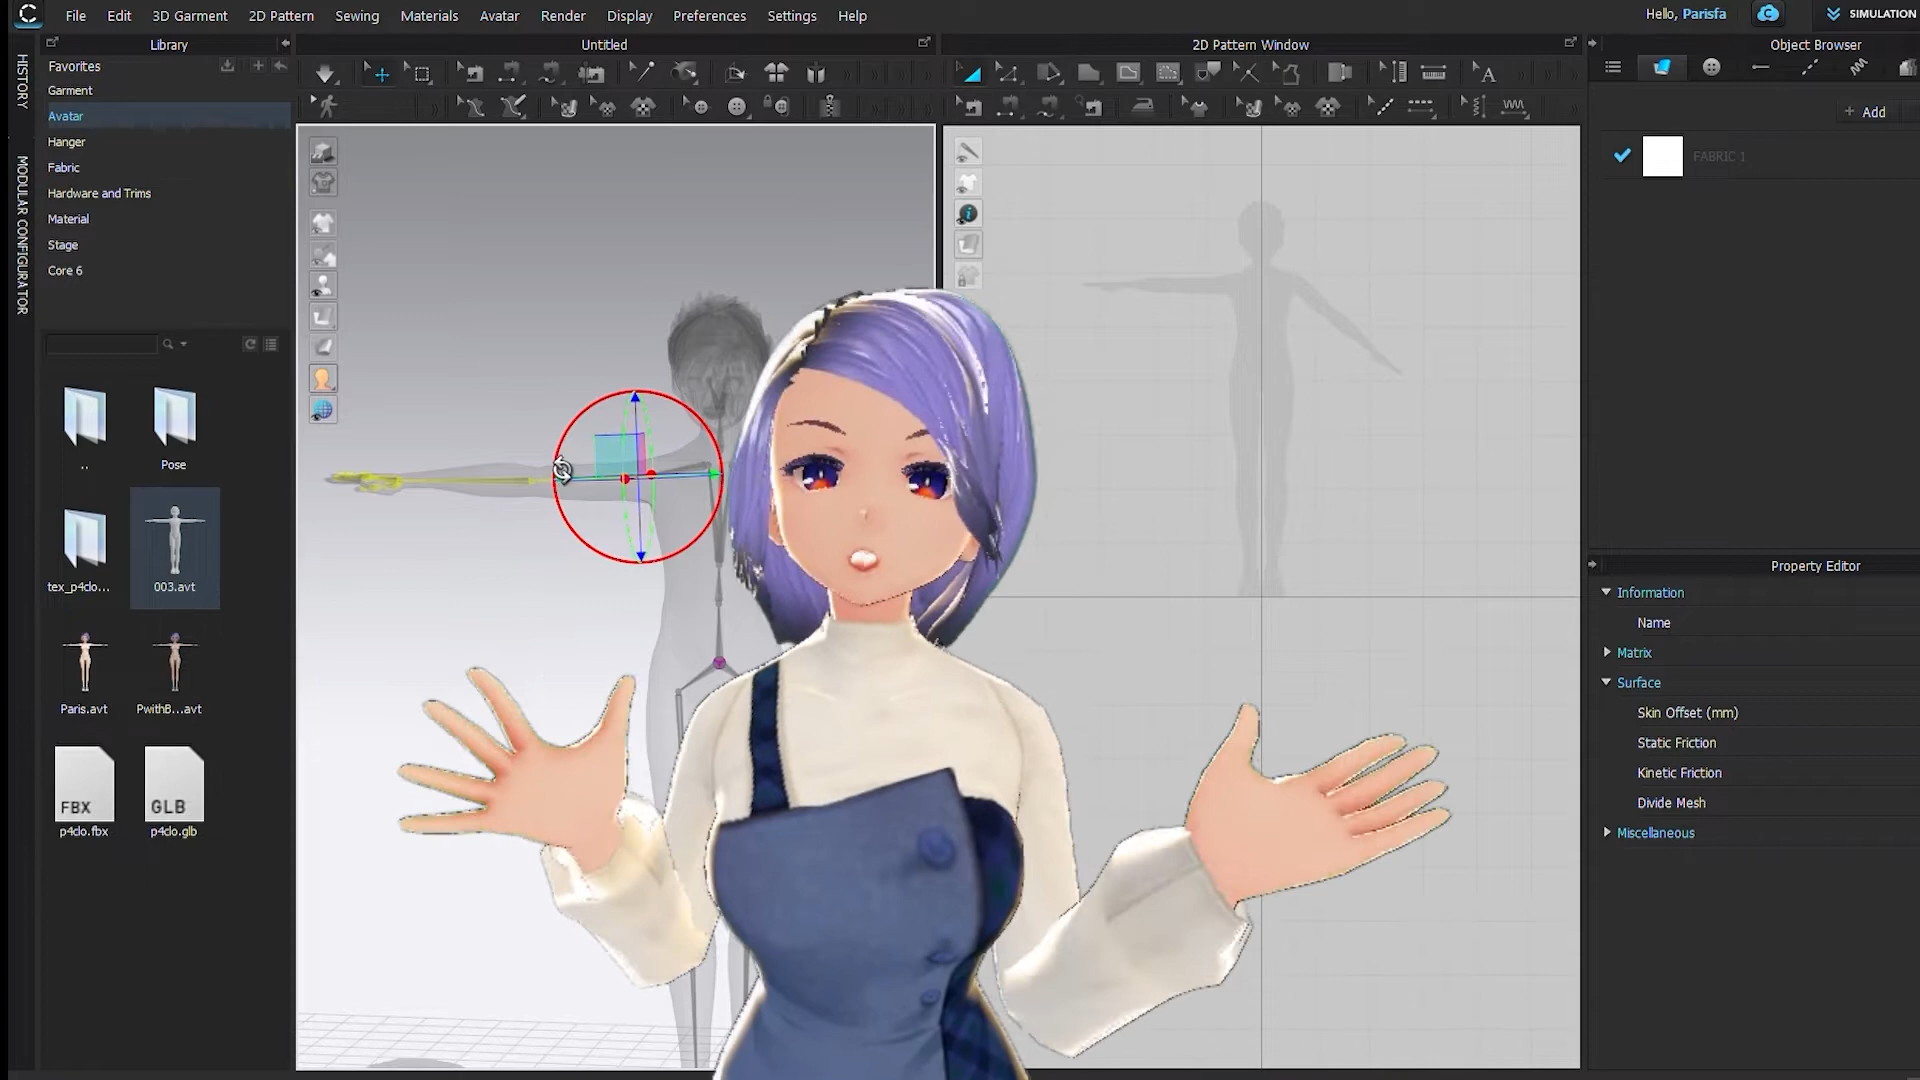 File Edit 3D Garment 2D Pattern Sewing Materials Avatar Render Display Preferences Settings Help
Hello, Parisfa
SIMULATION
HISTORY
MODULAR CONFIGURATOR
Library
Favorites
Garment
Avatar
Hanger
Fabric
Hardware and Trims
Material
Stage
Core 6
..
Pose
tex_p4clo...
003.avt
Paris.avt
PwithB...avt
FBX
GLB
p4clo.fbx
p4clo.glb
Untitled
2D Pattern Window
Object Browser
+ Add
FABRIC 1
Property Editor
Information
Name
Matrix
Surface
Skin Offset (mm)
Static Friction
Kinetic Friction
Divide Mesh
Miscellaneous